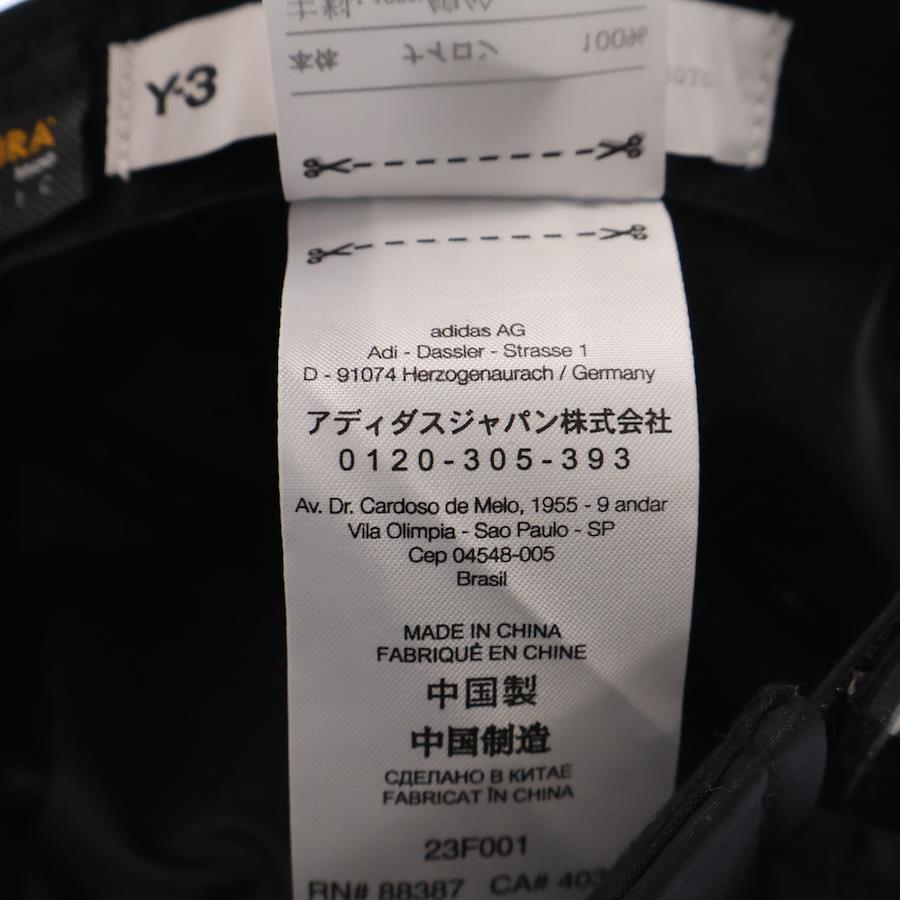 Y-3
本体 ナイロン 100%
adidas AG
Adi - Dassler - Strasse 1
D - 91074 Herzogenaurach / Germany
アディダスジャパン株式会社
0120-305-393
Av. Dr. Cardoso de Melo, 1955 - 9 andar
Vila Olimpia - Sao Paulo - SP
Cep 04548-005
Brasil
MADE IN CHINA
FABRIQUÉ EN CHINE
中国製
中国制造
СДЕЛАНО В КИТАЕ
FABRICAT ÎN CHINA
23F001
RN# 88387 CA#